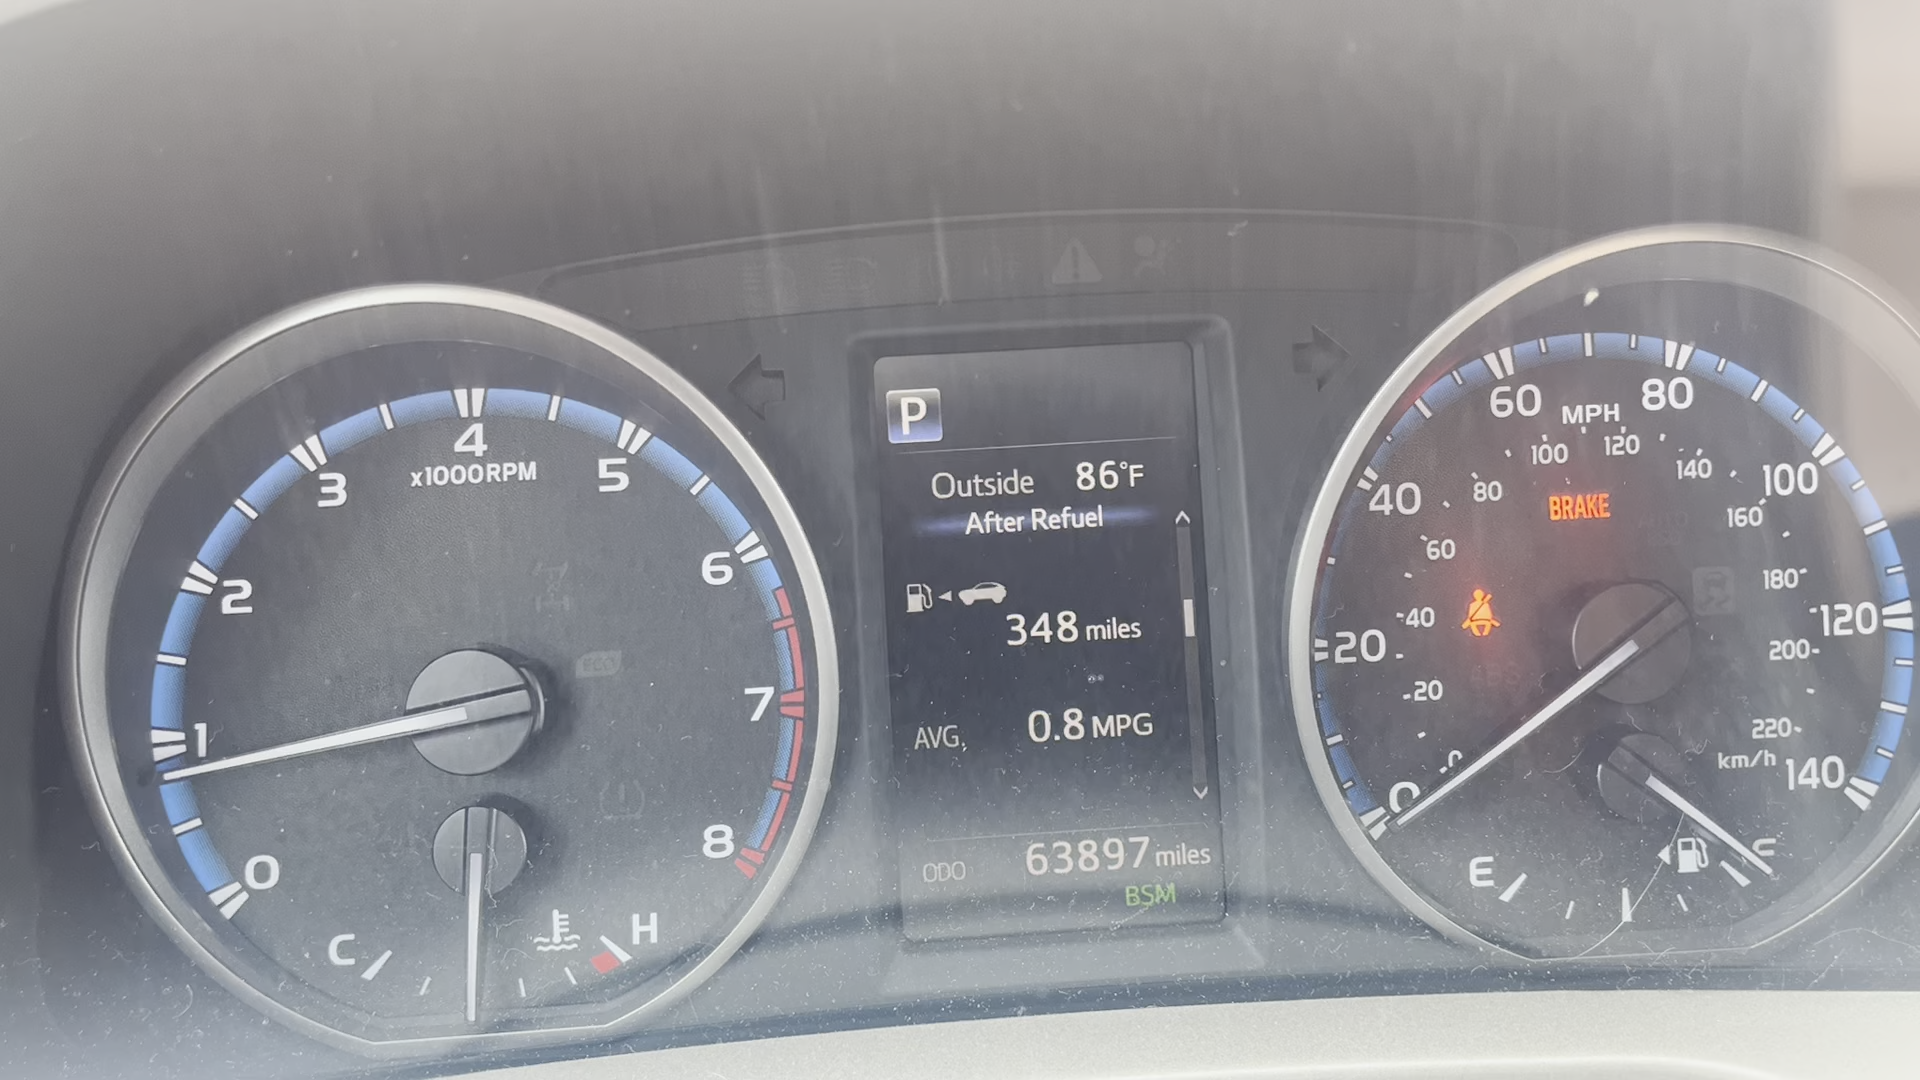 P
Outside 86°F
After Refuel
348 miles
AVG. 0.8 MPG
ODO 63897 miles
BSM
0
1
2
3
4
5
6
7
8
x1000RPM
C
H
ECO
0
20
40
60
80
100
120
140
MPH
0
20
40
60
80
100
120
140
160
180
200
220
km/h
BRAKE
E
F